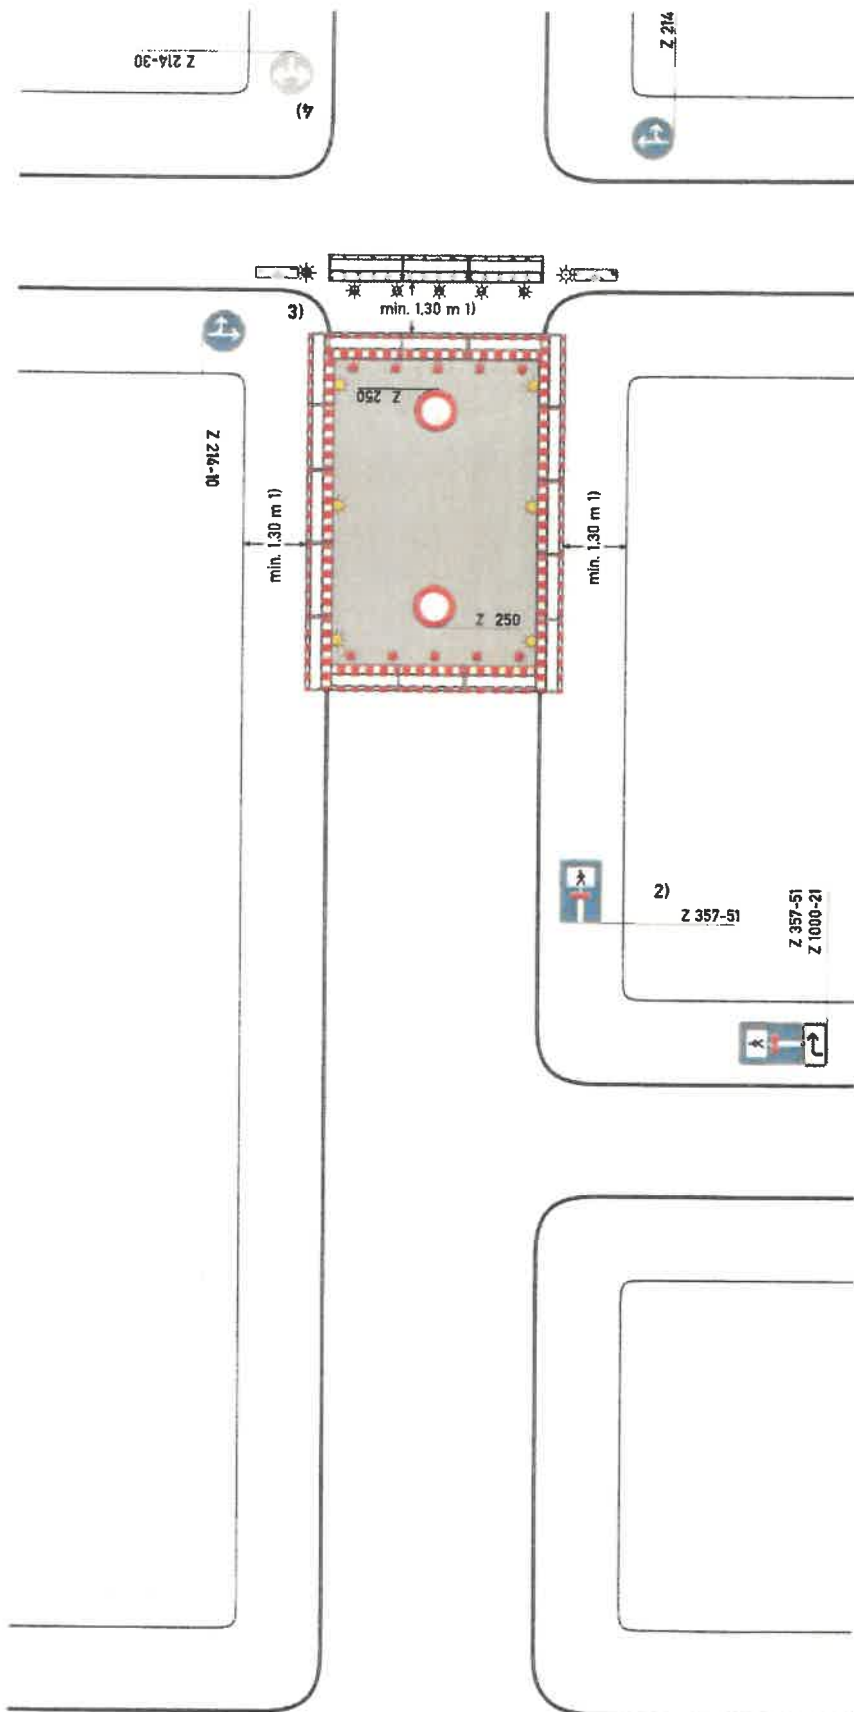 Z 214-30
4)
Z 214
3)
min. 1,30 m 1)
Z 250
Z 214-10
min. 1,30 m 1)
min. 1,30 m 1)
Z 250
2)
Z 357-51
Z 357-51
Z 1000-21